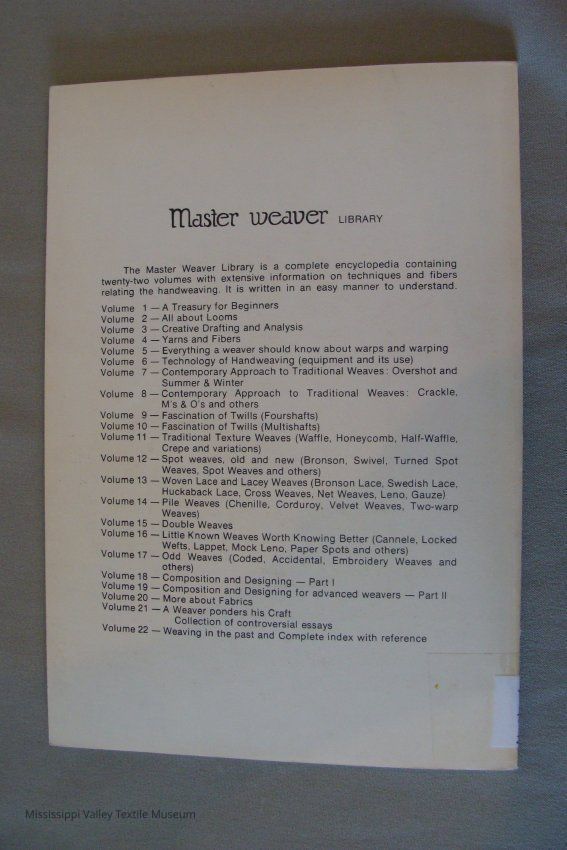 Master weaver LIBRARY
The Master Weaver Library is a complete encyclopedia containing
twenty-two volumes with extensive information on techniques and fibers
relating the handweaving. It is written in an easy manner to understand.
Volume 1 — A Treasury for Beginners
Volume 2 — All about Looms
Volume 3 — Creative Drafting and Analysis
Volume 4 — Yarns and Fibers
Volume 5 — Everything a weaver should know about warps and warping
Volume 6 — Technology of Handweaving (equipment and its use)
Volume 7 — Contemporary Approach to Traditional Weaves: Overshot and
Summer & Winter
Volume 8 — Contemporary Approach to Traditional Weaves: Crackle,
M's & O's and others
Volume 9 — Fascination of Twills (Fourshafts)
Volume 10 — Fascination of Twills (Multishafts)
Volume 11 — Traditional Texture Weaves (Waffle, Honeycomb, Half-Waffle,
Crepe and variations)
Volume 12 — Spot weaves, old and new (Bronson, Swivel, Turned Spot
Weaves, Spot Weaves and others)
Volume 13 — Woven Lace and Lacey Weaves (Bronson Lace, Swedish Lace,
Huckaback Lace, Cross Weaves, Net Weaves, Leno, Gauze)
Volume 14 — Pile Weaves (Chenille, Corduroy, Velvet Weaves, Two-warp
Weaves)
Volume 15 — Double Weaves
Volume 16 — Little Known Weaves Worth Knowing Better (Cannele, Locked
Wefts, Lappet, Mock Leno, Paper Spots and others)
Volume 17 — Odd Weaves (Coded, Accidental, Embroidery Weaves and
others)
Volume 18 — Composition and Designing — Part I
Volume 19 — Composition and Designing for advanced weavers — Part II
Volume 20 — More about Fabrics
Volume 21 — A Weaver ponders his Craft
Collection of controversial essays
Volume 22 — Weaving in the past and Complete index with reference
Mississippi Valley Textile Museum